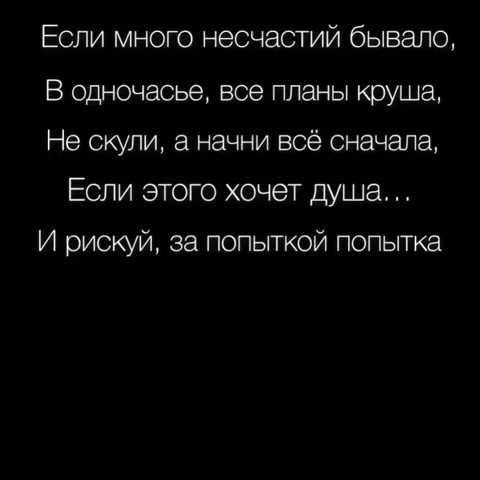 Если много несчастий бывало,
В одночасье, все планы круша,
Не скули, а начни всё сначала,
Если этого хочет душа...
И рискуй, за попыткой попытка